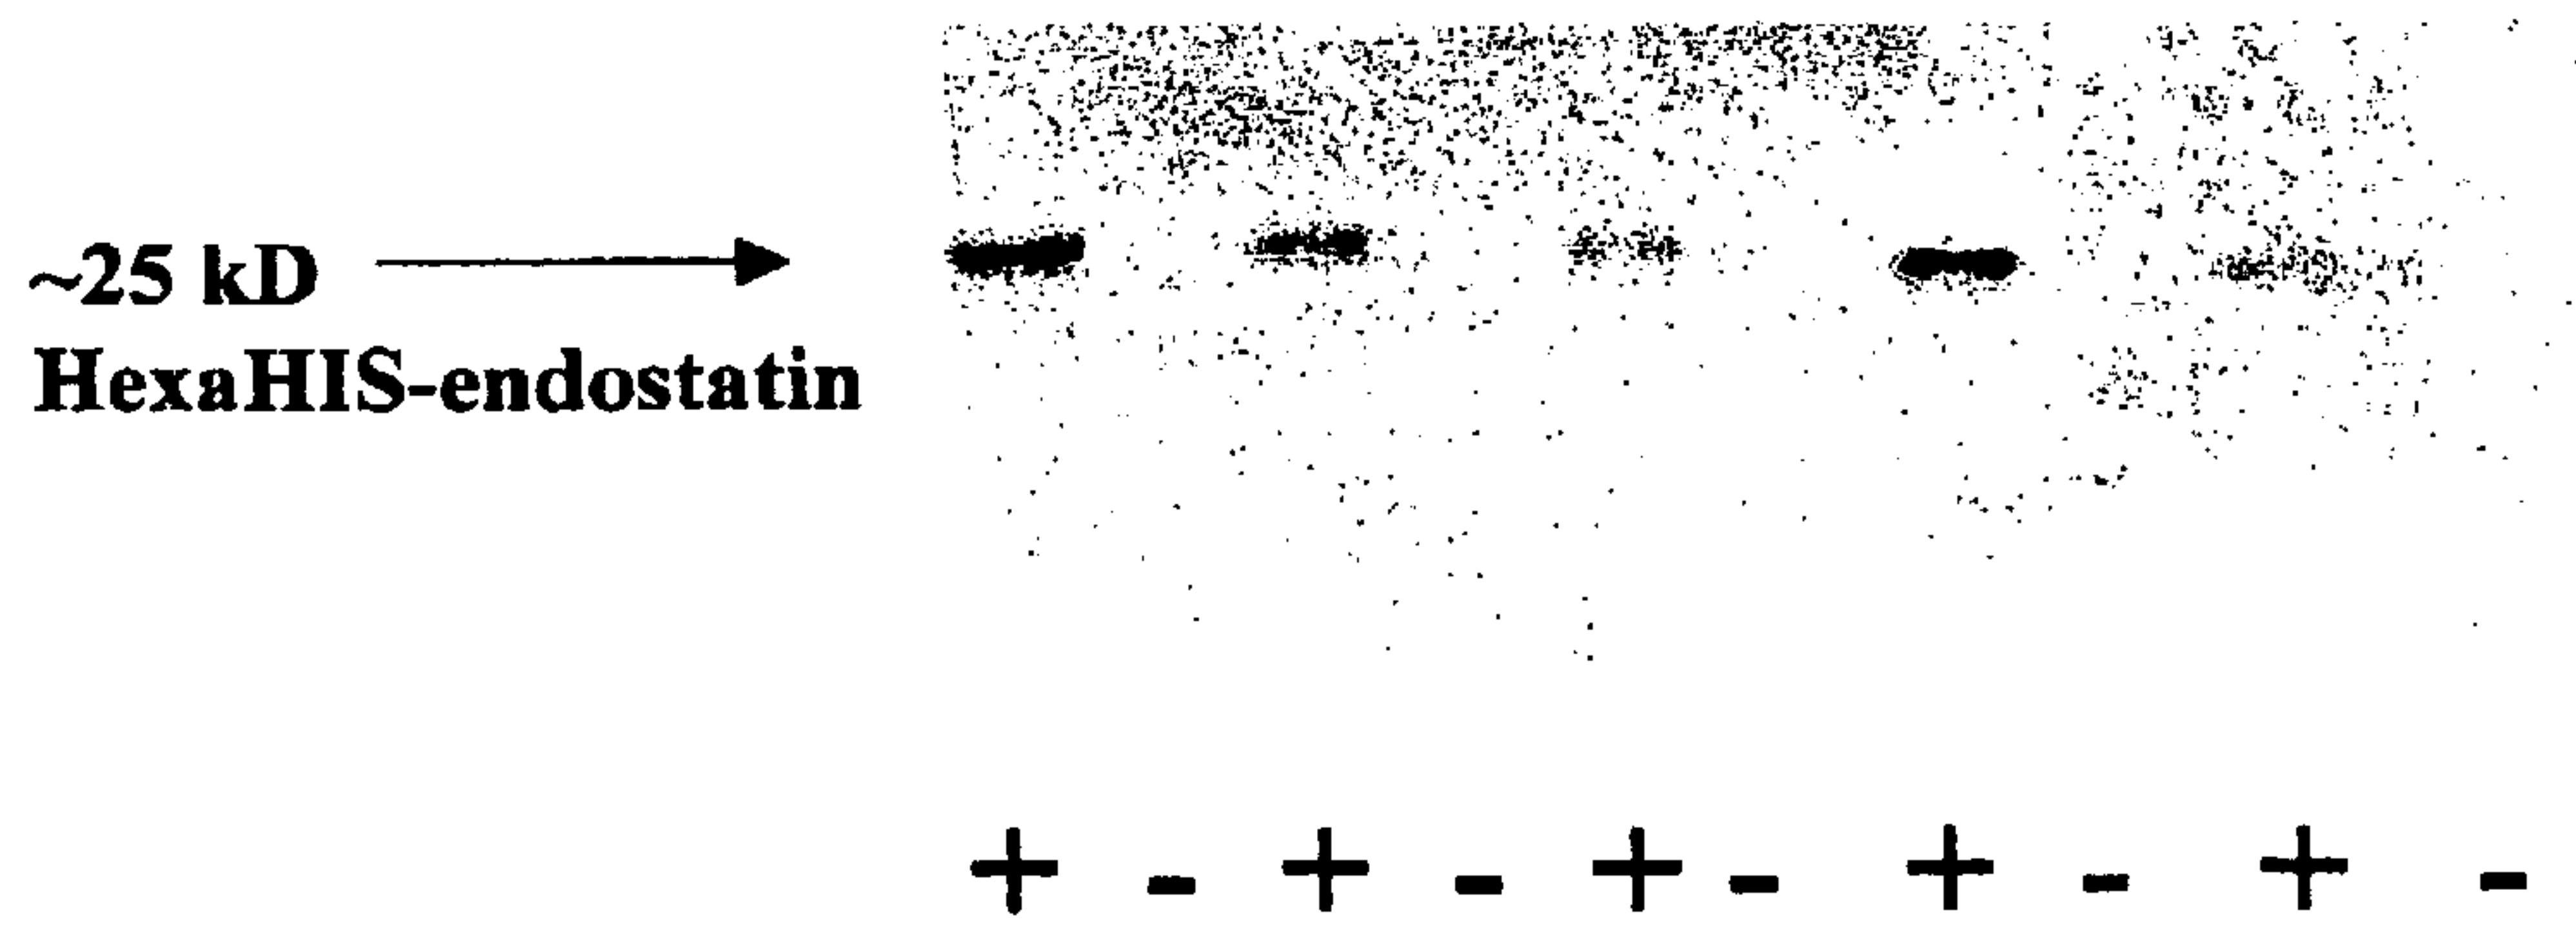 ~25 kD
HexaHIS-endostatin
+ - + - + - + - + -